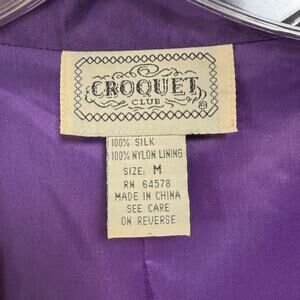 CROQUET
CLUB
®
100% SILK
100% NYLON LINING
SIZE: M
RN 64578
MADE IN CHINA
SEE CARE
ON REVERSE